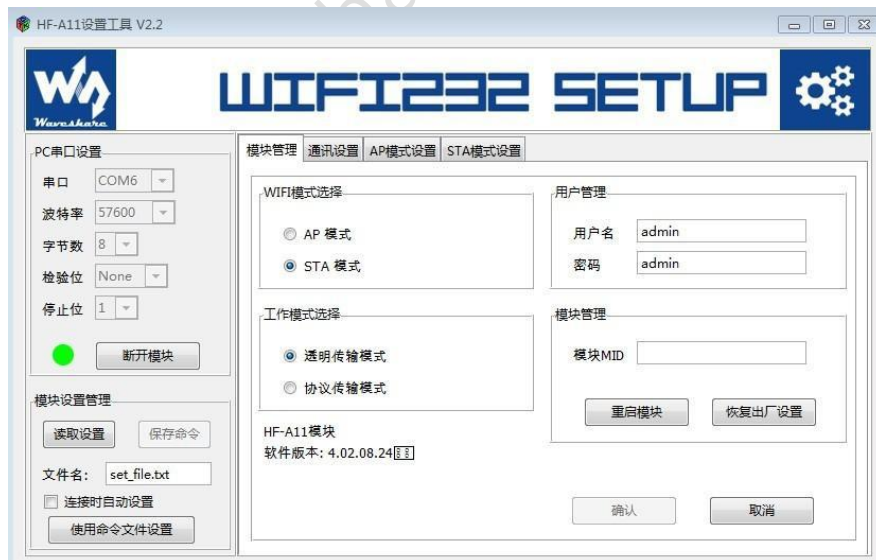 HF-A11设置工具 V2.2
Waveshare
WIFI232 SETUP
PC串口设置
串口 COM6
波特率 57600
字节数 8
检验位 None
停止位 1
断开模块
模块设置管理
读取设置 保存命令
文件名: set_file.txt
连接时自动设置
使用命令文件设置
模块管理 通讯设置 AP模式设置 STA模式设置
WIFI模式选择
AP 模式
STA 模式
用户管理
用户名 admin
密码 admin
工作模式选择
透明传输模式
协议传输模式
模块管理
模块MID
重启模块 恢复出厂设置
HF-A11模块
软件版本: 4.02.08.24
确认 取消